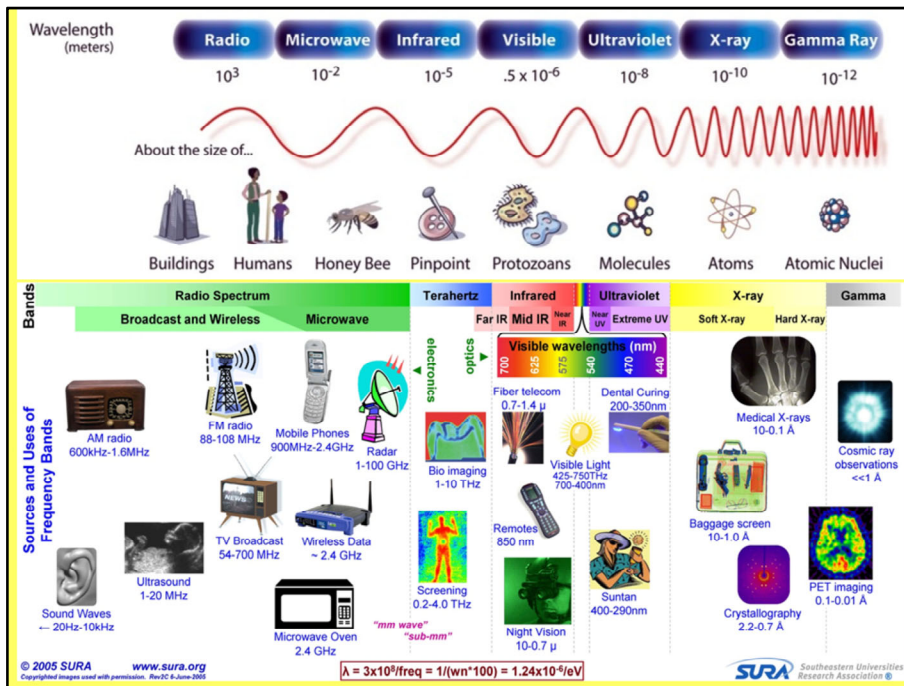 Wavelength
(meters)
Radio Microwave Infrared Visible Ultraviolet X-ray Gamma Ray
10³ 10⁻² 10⁻⁵ .5 x 10⁻⁶ 10⁻⁸ 10⁻¹⁰ 10⁻¹²
About the size of...
Buildings Humans Honey Bee Pinpoint Protozoans Molecules Atoms Atomic Nuclei
Bands
Radio Spectrum Terahertz Infrared Ultraviolet X-ray Gamma
Broadcast and Wireless Microwave Far IR Mid IR Near IR Near UV Extreme UV Soft X-ray Hard X-ray
electronics
optics
Visible wavelengths (nm)
700 625 575 540 470 440
Sources and Uses of
Frequency Bands
AM radio
600kHz-1.6MHz
FM radio
88-108 MHz
Mobile Phones
900MHz-2.4GHz
Radar
1-100 GHz
Bio imaging
1-10 THz
Fiber telecom
0.7-1.4 µ
Visible Light
425-750THz
700-400nm
Dental Curing
200-350nm
Medical X-rays
10-0.1 Å
Cosmic ray
observations
<<1 Å
Sound Waves
← 20Hz-10kHz
Ultrasound
1-20 MHz
NEWS
TV Broadcast
54-700 MHz
Wireless Data
~ 2.4 GHz
Microwave Oven
2.4 GHz
"mm wave"
"sub-mm"
Screening
0.2-4.0 THz
Remotes
850 nm
Night Vision
10-0.7 µ
Suntan
400-290nm
Baggage screen
10-1.0 Å
Crystallography
2.2-0.7 Å
PET imaging
0.1-0.01 Å
© 2005 SURA www.sura.org
Copyrighted images used with permission. Rev2C 6-June-2005
λ = 3x10⁸/freq = 1/(wn*100) = 1.24x10⁻⁶/eV
SURA Southeastern Universities
Research Association ®